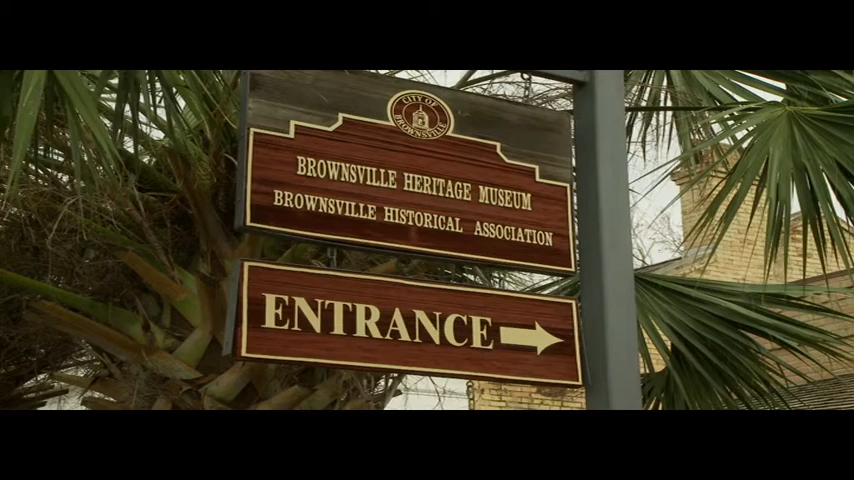 CITY OF
BROWNSVILLE
BROWNSVILLE HERITAGE MUSEUM
BROWNSVILLE HISTORICAL ASSOCIATION
ENTRANCE